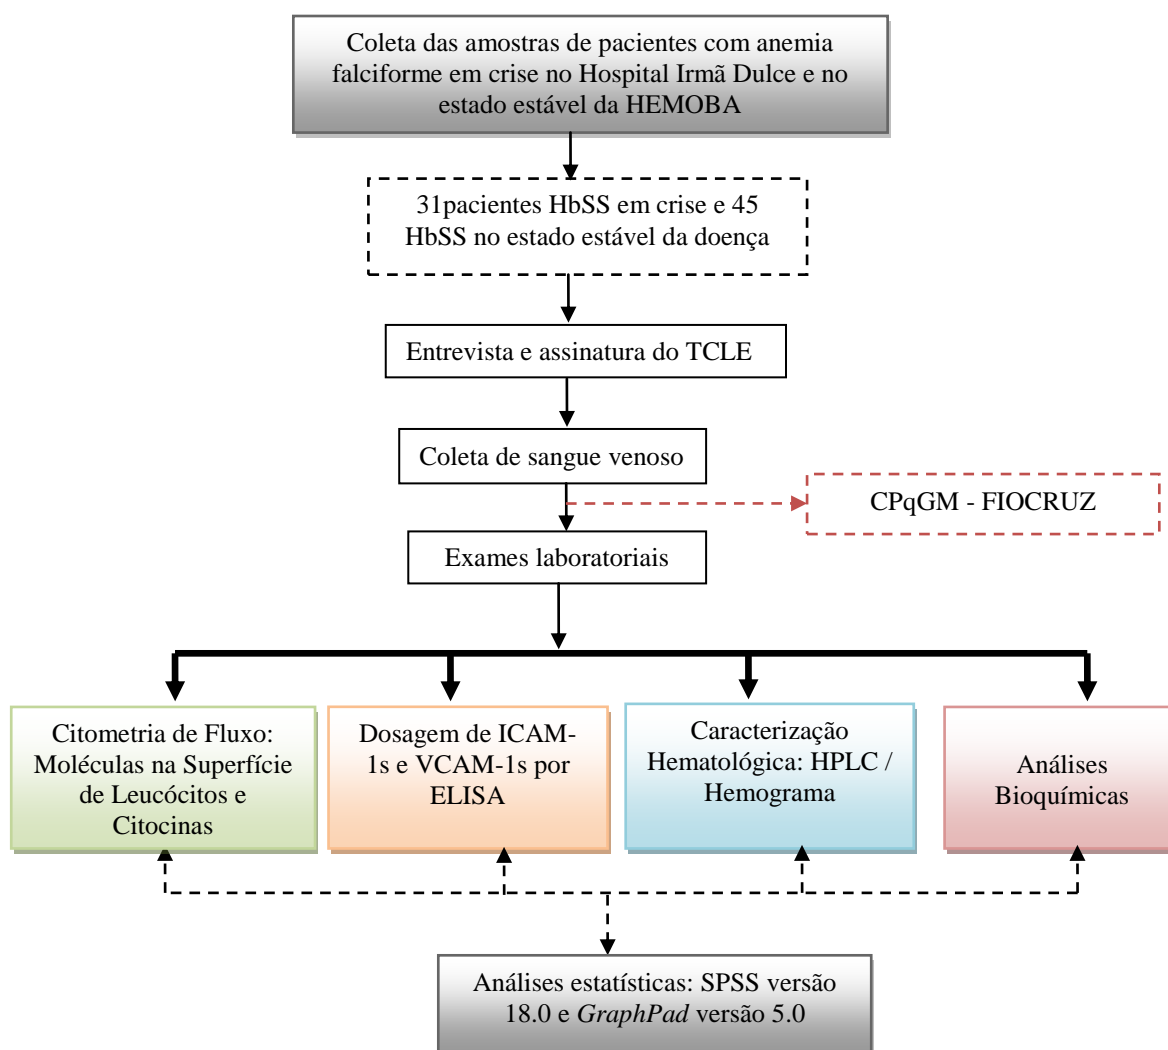 Coleta das amostras de pacientes com anemia
falciforme em crise no Hospital Irmã Dulce e no
estado estável da HEMOBA
31pacientes HbSS em crise e 45
HbSS no estado estável da doença
Entrevista e assinatura do TCLE
Coleta de sangue venoso
CPqGM - FIOCRUZ
Exames laboratoriais
Citometria de Fluxo:
Moléculas na Superfície
de Leucócitos e
Citocinas
Dosagem de ICAM-
1s e VCAM-1s por
ELISA
Caracterização
Hematológica: HPLC /
Hemograma
Análises
Bioquímicas
Análises estatísticas: SPSS versão
18.0 e GraphPad versão 5.0